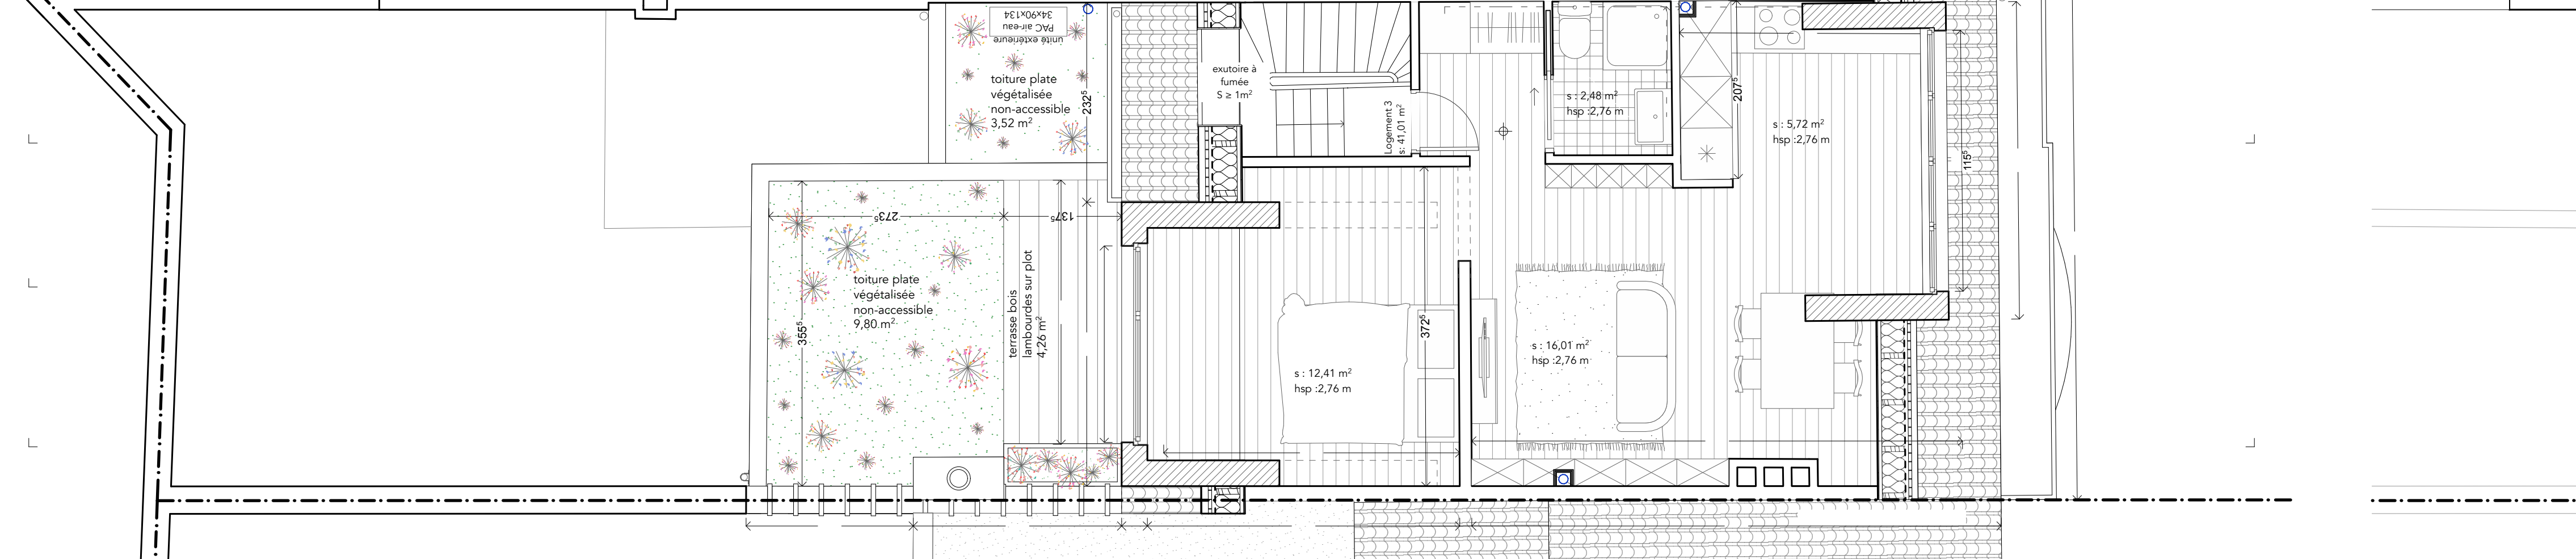 unité extérieure
PAC air-eau
34x90x134
toiture plate
végétalisée
non-accessible
3,52 m²
232⁵
exutoire à
fumée
S ≥ 1m²
Logement 3
s: 41,01 m²
s : 2,48 m²
hsp :2,76 m
207⁵
s : 5,72 m²
hsp :2,76 m
115⁵
273⁵
137⁵
toiture plate
végétalisée
non-accessible
9,80 m²
355⁵
terrasse bois
lambourdes sur plot
4,26 m²
372⁵
s : 12,41 m²
hsp :2,76 m
s : 16,01 m²
hsp :2,76 m